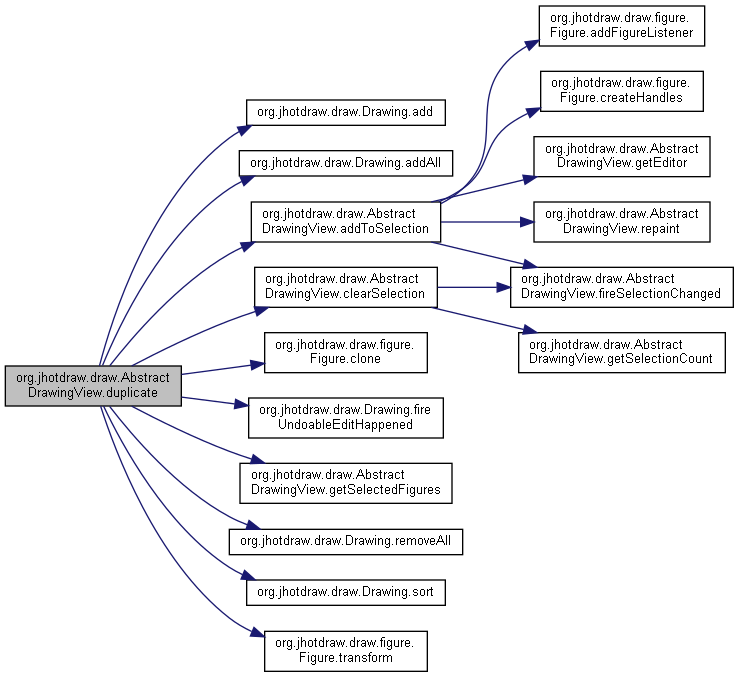 org.jhotdraw.draw.figure.
Figure.addFigureListener
org.jhotdraw.draw.figure.
Figure.createHandles
org.jhotdraw.draw.Drawing.add
org.jhotdraw.draw.Abstract
DrawingView.getEditor
org.jhotdraw.draw.Drawing.addAll
org.jhotdraw.draw.Abstract
DrawingView.addToSelection
org.jhotdraw.draw.Abstract
DrawingView.repaint
org.jhotdraw.draw.Abstract
DrawingView.clearSelection
org.jhotdraw.draw.Abstract
DrawingView.fireSelectionChanged
org.jhotdraw.draw.figure.
Figure.clone
org.jhotdraw.draw.Abstract
DrawingView.getSelectionCount
org.jhotdraw.draw.Abstract
DrawingView.duplicate
org.jhotdraw.draw.Drawing.fire
UndoableEditHappened
org.jhotdraw.draw.Abstract
DrawingView.getSelectedFigures
org.jhotdraw.draw.Drawing.removeAll
org.jhotdraw.draw.Drawing.sort
org.jhotdraw.draw.figure.
Figure.transform